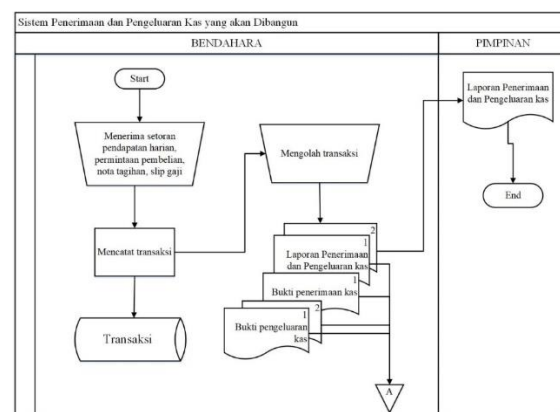 Sistem Penerimaan dan Pengeluaran Kas yang akan Dibangun
BENDAHARA
PIMPINAN
Start
Menerima setoran
pendapatan harian,
permintaan pembelian,
nota tagihan, slip gaji
Mencatat transaksi
Transaksi
Mengolah transaksi
2
1
Laporan Penerimaan
dan Pengeluaran kas
1
Bukti penerimaan kas
2
1
Bukti pengeluaran
kas
A
Laporan Penerimaan
dan Pengeluaran kas
End